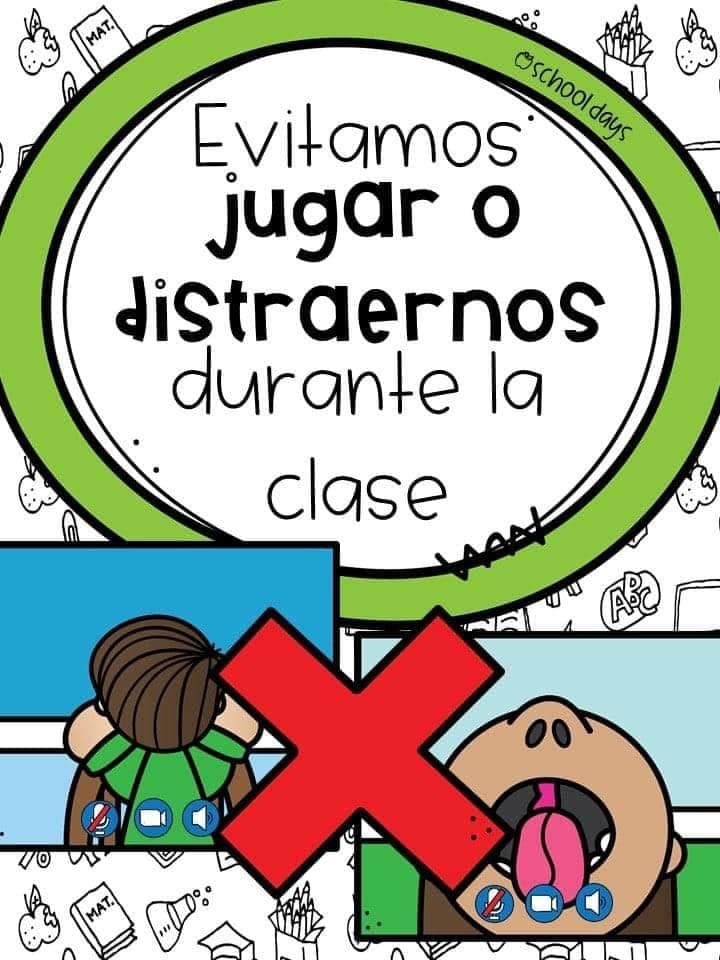 MAT.
schooldays
Evitamos
jugar o
distraernos
durante la
clase
ABC
MAT.